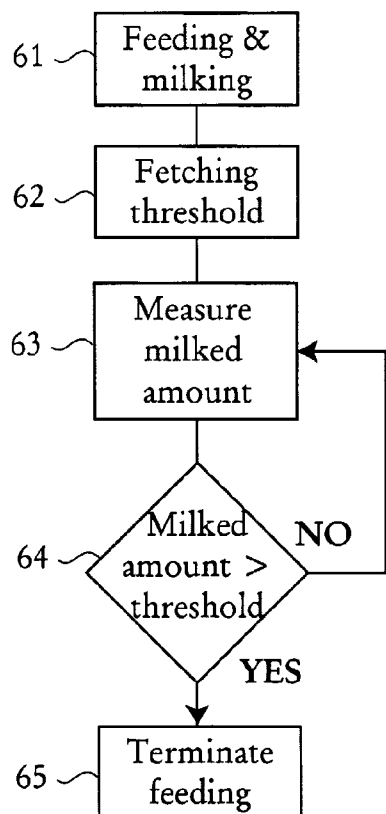 61
Feeding &
milking
62
Fetching
threshold
63
Measure
milked
amount
64
Milked
amount >
threshold
NO
YES
65
Terminate
feeding